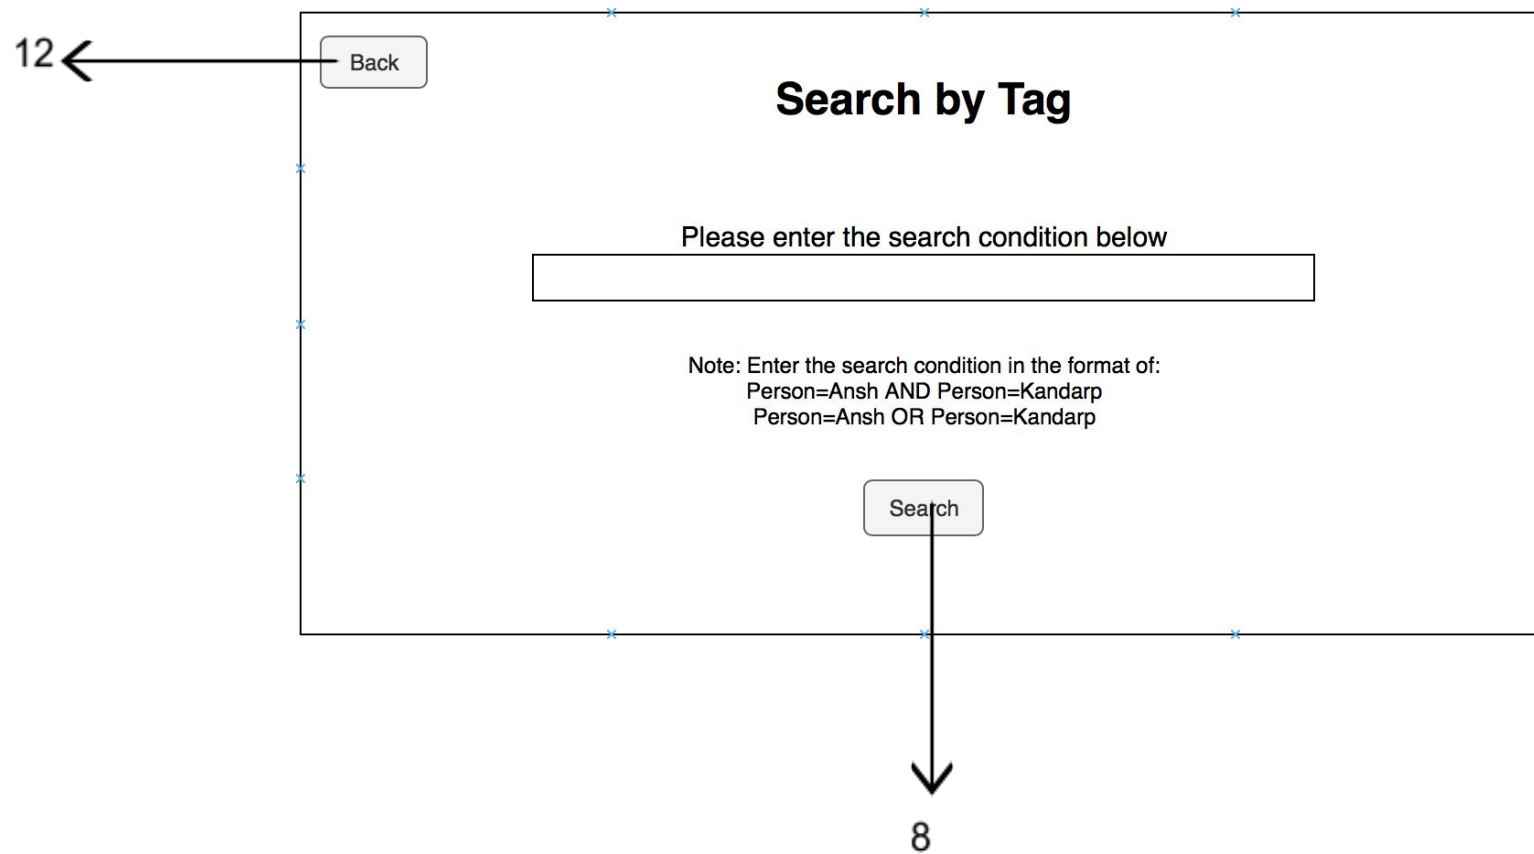 12
Back
Search by Tag
Please enter the search condition below
Note: Enter the search condition in the format of:
Person=Ansh AND Person=Kandarp
Person=Ansh OR Person=Kandarp
Search
8